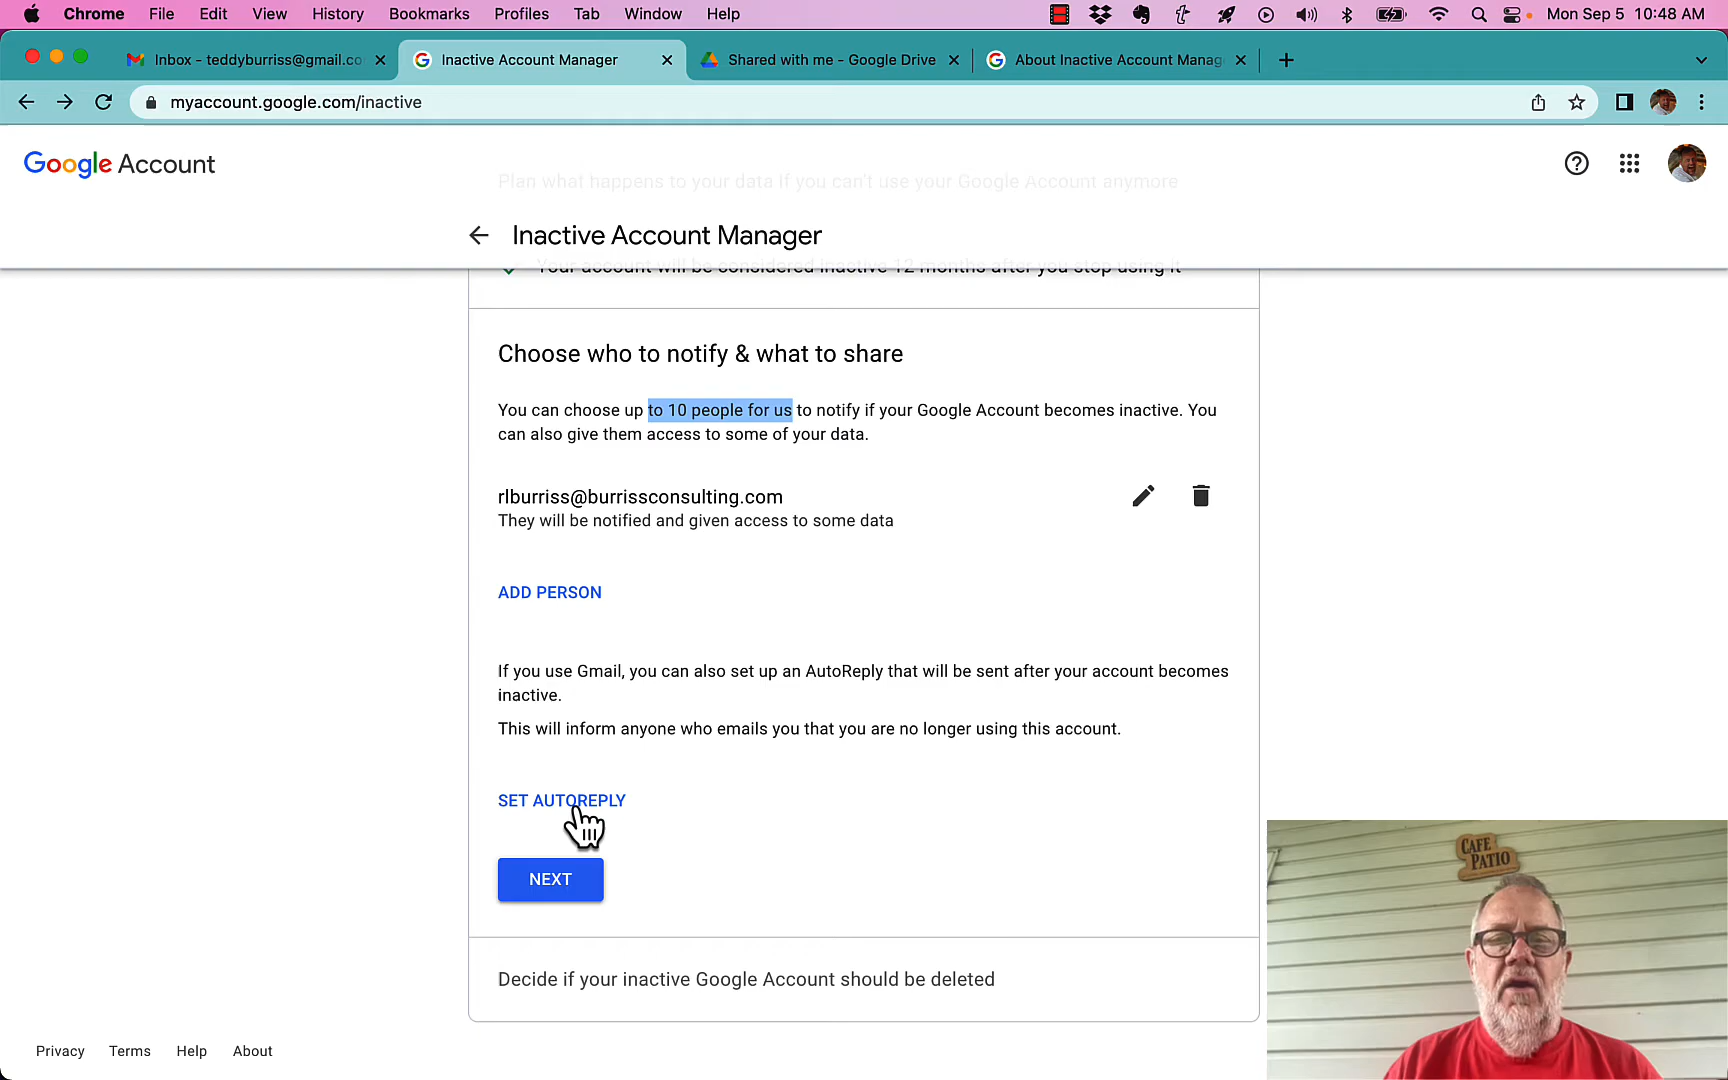 Chrome File Edit View History Bookmarks Profiles Tab Window Help Mon Sep 5 10:48 AM
Inbox - teddyburriss@gmail.co Inactive Account Manager Shared with me - Google Drive About Inactive Account Manag
myaccount.google.com/inactive
Google Account
Plan what happens to your data If you can't use your Google Account anymore
Inactive Account Manager
Your account will be considered inactive 12 months after you stop using it
Choose who to notify & what to share
You can choose up to 10 people for us to notify if your Google Account becomes inactive. You
can also give them access to some of your data.
rlburriss@burrissconsulting.com
They will be notified and given access to some data
ADD PERSON
If you use Gmail, you can also set up an AutoReply that will be sent after your account becomes
inactive.
This will inform anyone who emails you that you are no longer using this account.
SET AUTOREPLY
NEXT
CAFE
PATIO
Decide if your inactive Google Account should be deleted
Privacy Terms Help About